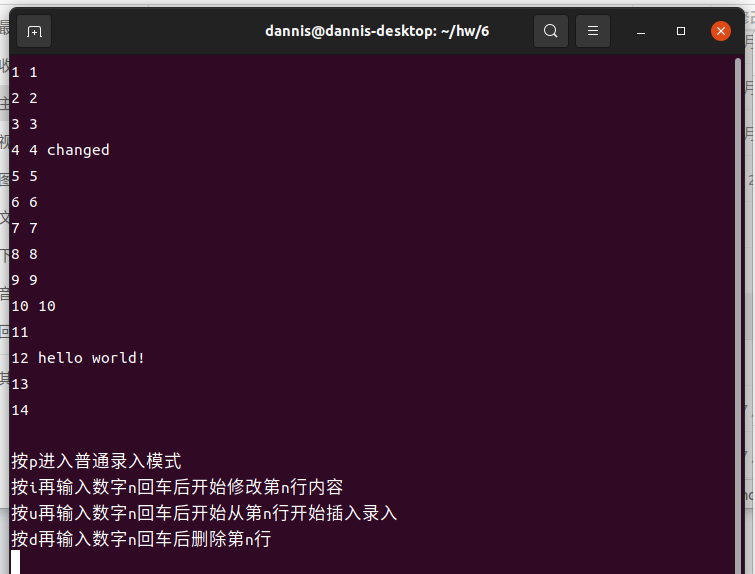 dannis@dannis-desktop: ~/hw/6
1 1
2 2
3 3
4 4 changed
5 5
6 6
7 7
8 8
9 9
10 10
11
12 hello world!
13
14
按p进入普通录入模式
按i再输入数字n回车后开始修改第n行内容
按u再输入数字n回车后开始从第n行开始插入录入
按d再输入数字n回车后删除第n行